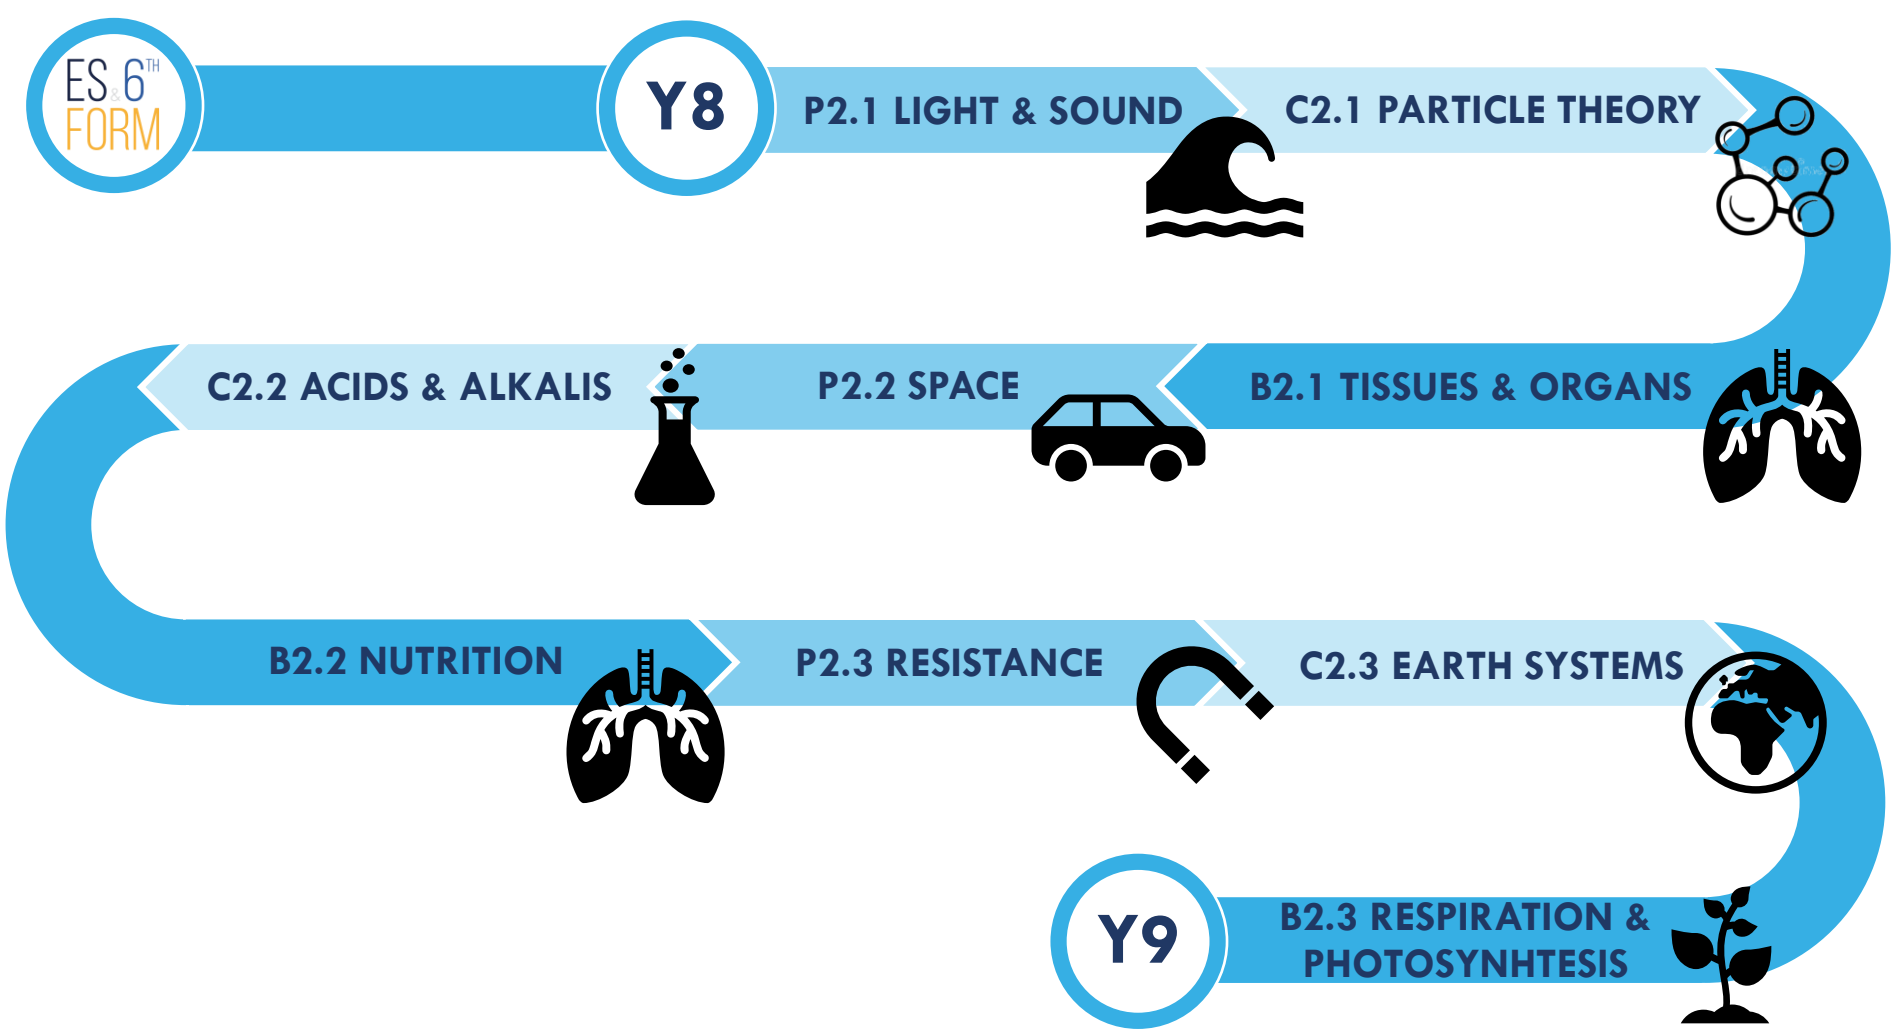 ES & 6TH
FORM
Y8
P2.1 LIGHT & SOUND
C2.1 PARTICLE THEORY
B2.1 TISSUES & ORGANS
P2.2 SPACE
C2.2 ACIDS & ALKALIS
B2.2 NUTRITION
P2.3 RESISTANCE
C2.3 EARTH SYSTEMS
B2.3 RESPIRATION &
PHOTOSYNHTESIS
Y9